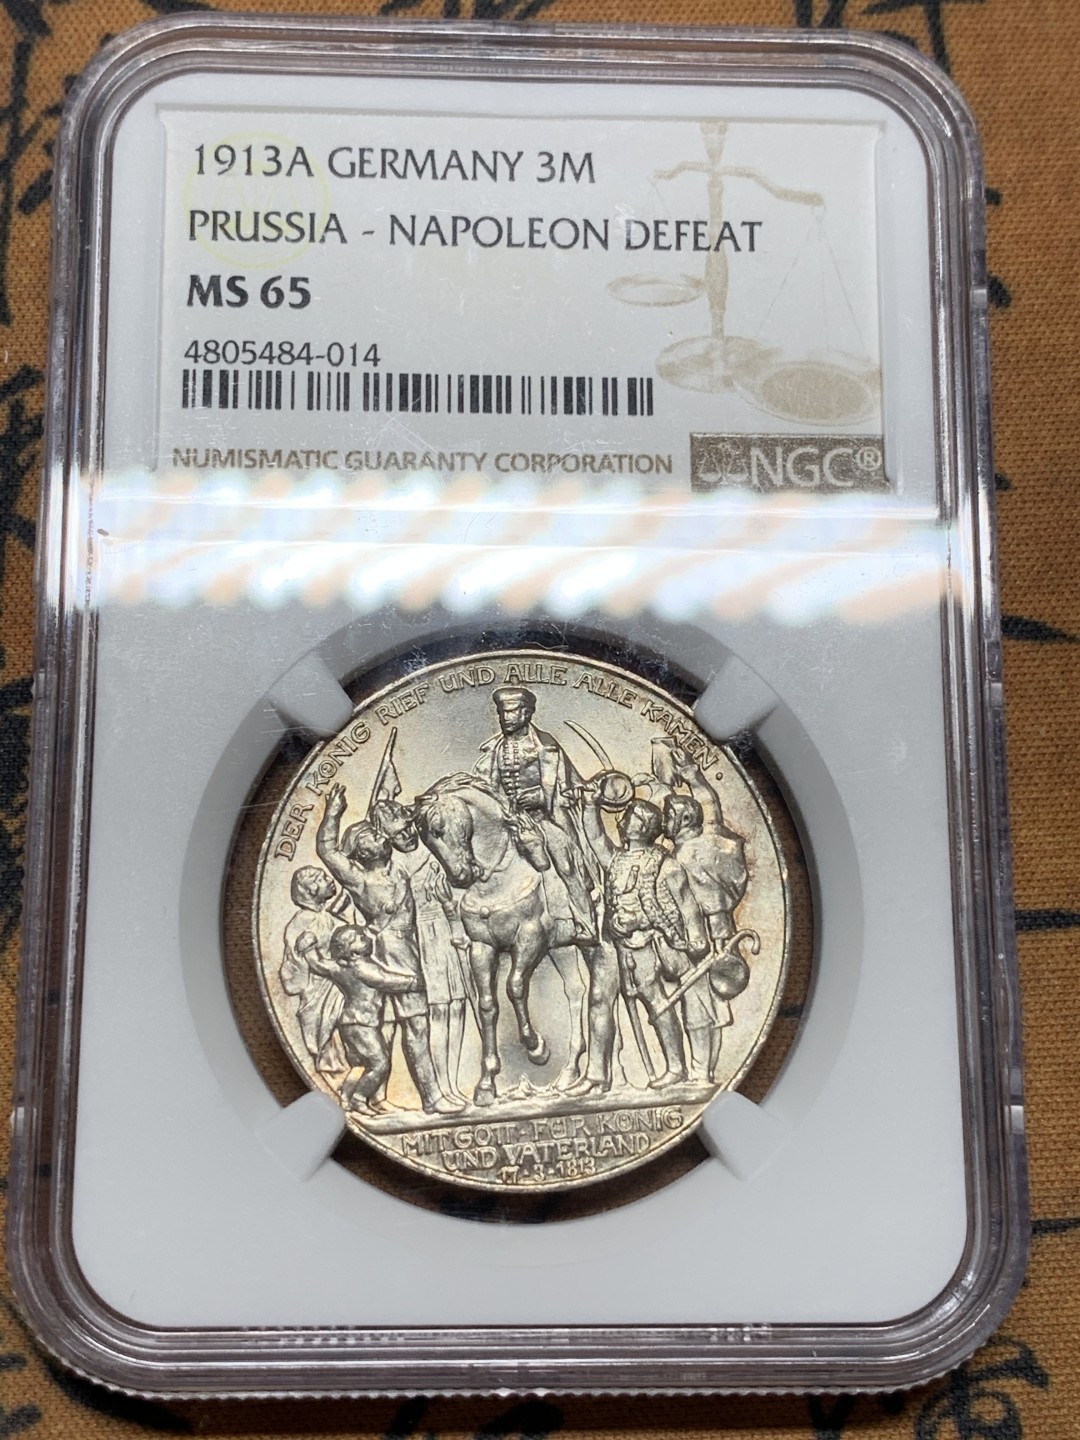 1913A GERMANY 3M
PRUSSIA - NAPOLEON DEFEAT
MS 65
4805484-014
NUMISMATIC GUARANTY CORPORATION
NGC®
DER KÖNIG RIEF UND ALLE ALLE KAMEN.
MIT GOTT - FÜR KÖNIG
UND VATERLAND
17-3-1813